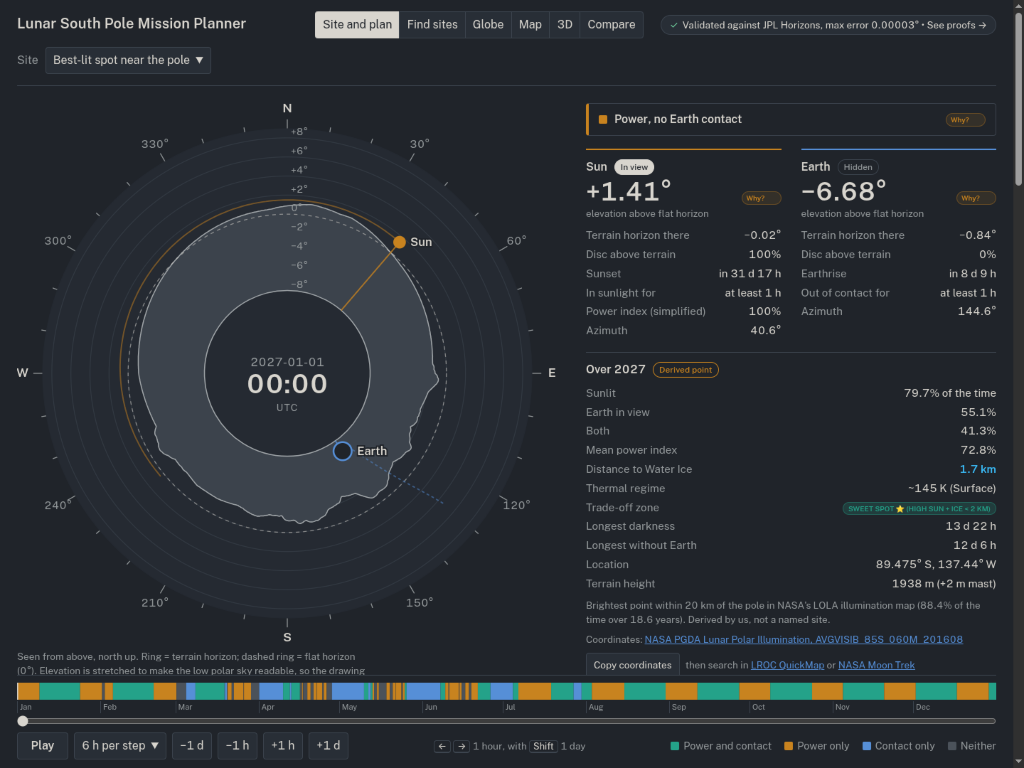 Lunar South Pole Mission Planner
Site and plan
Find sites
Globe
Map
3D
Compare
✓ Validated against JPL Horizons, max error 0.00003° • See proofs →
Site
Best-lit spot near the pole ▼
N
30°
60°
E
120°
150°
S
210°
240°
W
300°
330°
+8°
+6°
+4°
+2°
0°
−2°
−4°
−6°
−8°
Sun
Earth
2027-01-01
00:00
UTC
Seen from above, north up. Ring = terrain horizon; dashed ring = flat horizon
(0°). Elevation is stretched to make the low polar sky readable, so the drawing
Power, no Earth contact
Why?
Sun In view
+1.41°
Why?
elevation above flat horizon
Terrain horizon there −0.02°
Disc above terrain 100%
Sunset in 31 d 17 h
In sunlight for at least 1 h
Power index (simplified) 100%
Azimuth 40.6°
Earth Hidden
−6.68°
Why?
elevation above flat horizon
Terrain horizon there −0.84°
Disc above terrain 0%
Earthrise in 8 d 9 h
Out of contact for at least 1 h
Azimuth 144.6°
Over 2027 Derived point
Sunlit 79.7% of the time
Earth in view 55.1%
Both 41.3%
Mean power index 72.8%
Distance to Water Ice 1.7 km
Thermal regime ~145 K (Surface)
Trade-off zone SWEET SPOT ⭐ (HIGH SUN + ICE < 2 KM)
Longest darkness 13 d 22 h
Longest without Earth 12 d 6 h
Location 89.475° S, 137.44° W
Terrain height 1938 m (+2 m mast)
Brightest point within 20 km of the pole in NASA's LOLA illumination map (88.4% of the
time over 18.6 years). Derived by us, not a named site.
Coordinates: NASA PGDA Lunar Polar Illumination, AVGVISIB_85S_060M_201608
Copy coordinates then search in LROC QuickMap or NASA Moon Trek
Jan Feb Mar Apr May Jun Jul Aug Sep Oct Nov Dec
Play
6 h per step ▼
−1 d
−1 h
+1 h
+1 d
← → 1 hour, with Shift 1 day
Power and contact
Power only
Contact only
Neither